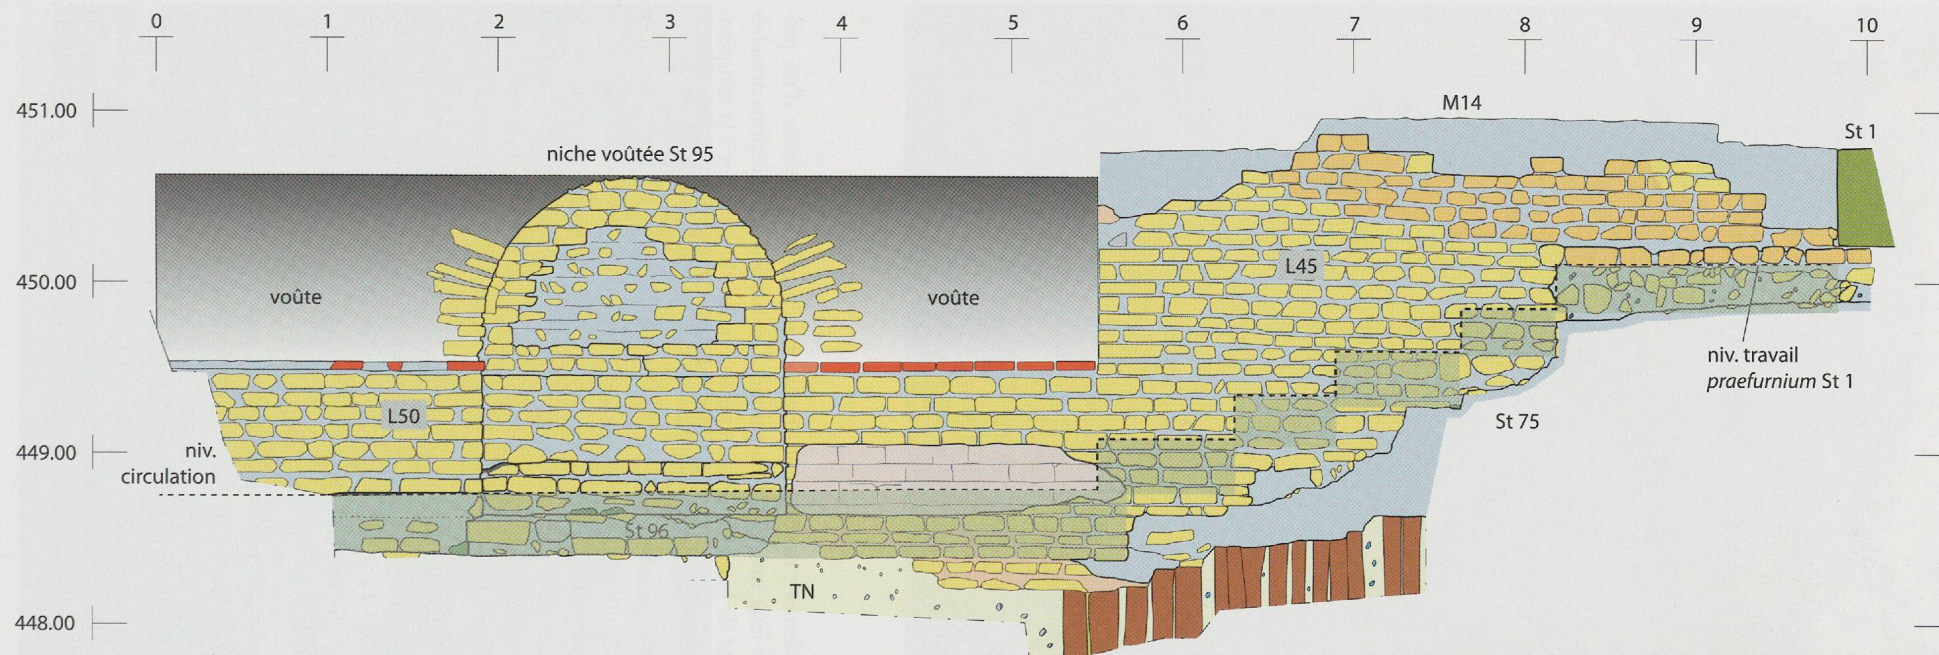 0 1 2 3 4 5 6 7 8 9 10
451.00
M14
St 1
niche voûtée St 95
450.00
voûte
voûte
L45
niv. travail
praefurnium St 1
L50
St 75
449.00
niv.
circulation
St 96
TN
448.00